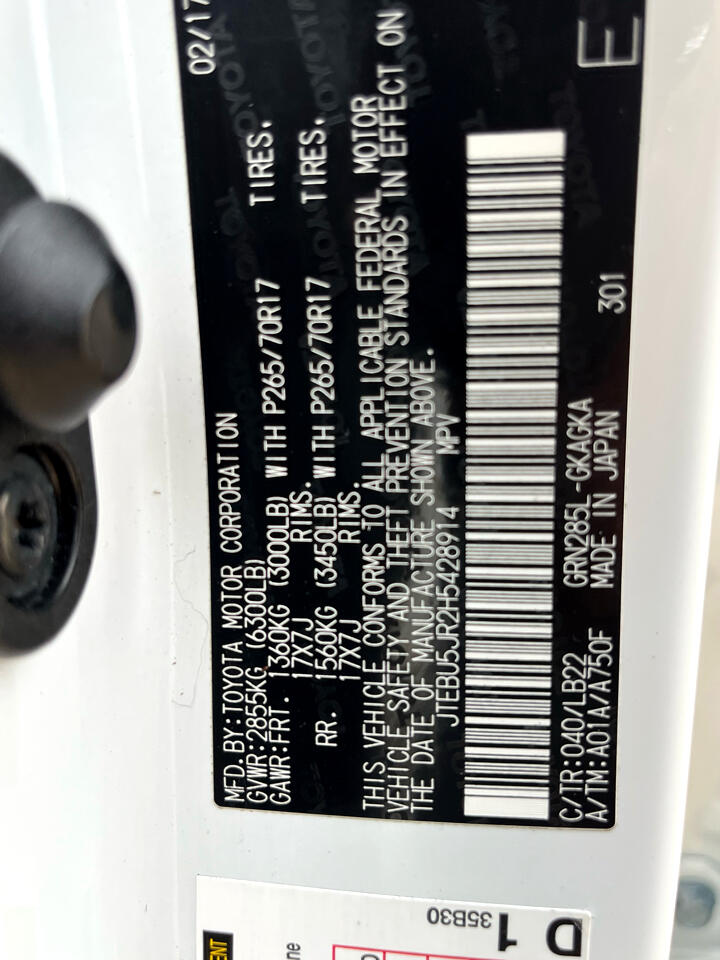 MFD.BY:TOYOTA MOTOR CORPORATION 02/17
GVWR:2855KG (6300LB)
GAWR:FRT. 1360KG (3000LB) WITH P265/70R17 TIRES.
17X7J RIMS.
RR. 1560KG (3450LB) WITH P265/70R17 TIRES.
17X7J RIMS.
THIS VEHICLE CONFORMS TO ALL APPLICABLE FEDERAL MOTOR
VEHICLE SAFETY AND THEFT PREVENTION STANDARDS IN EFFECT ON
THE DATE OF MANUFACTURE SHOWN ABOVE.
JTEBU5JR2H5428914 MPV
C/TR:040/LB22 GRN285L-GKAGKA
A/TM:A01A/A750F MADE IN JAPAN 301 E
35B30
D 1